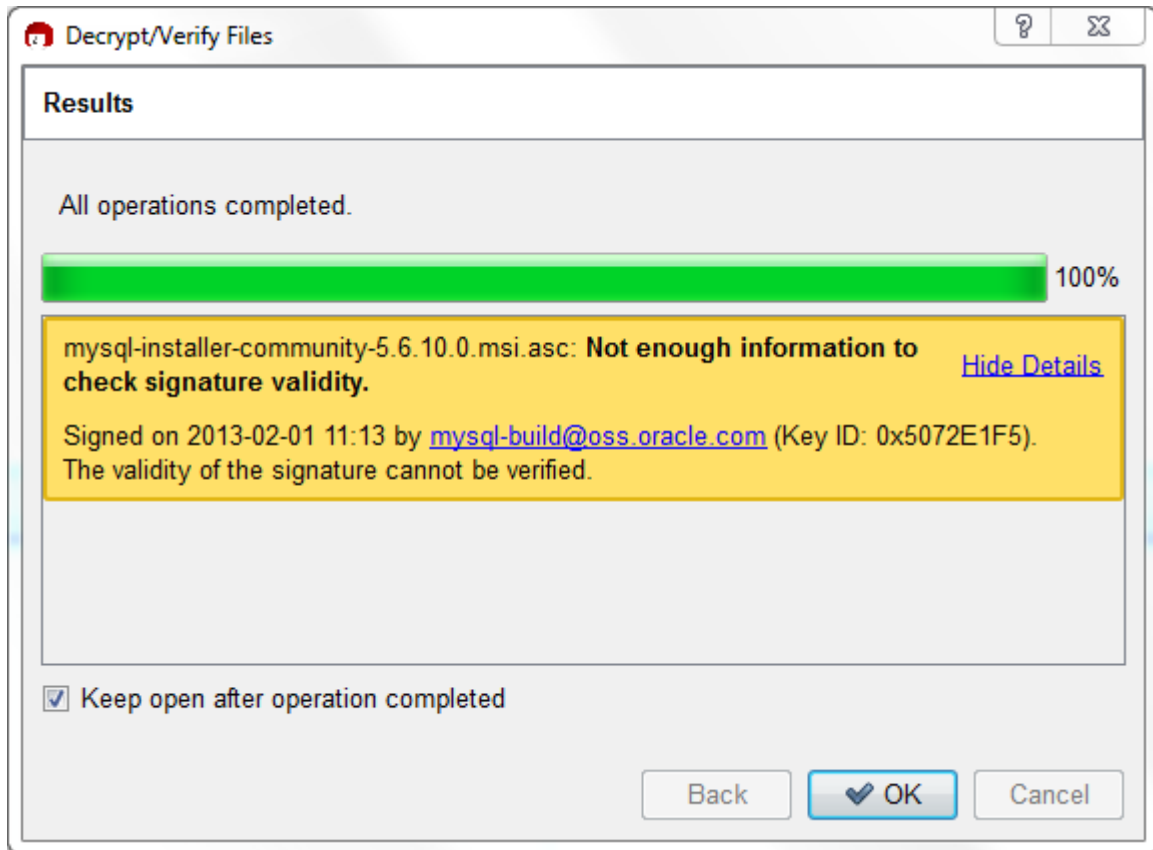 Decrypt/Verify Files
Results
All operations completed.
100%
mysql-installer-community-5.6.10.0.msi.asc: Not enough information to
check signature validity.
Hide Details
Signed on 2013-02-01 11:13 by mysql-build@oss.oracle.com (Key ID: 0x5072E1F5).
The validity of the signature cannot be verified.
Keep open after operation completed
Back
OK
Cancel